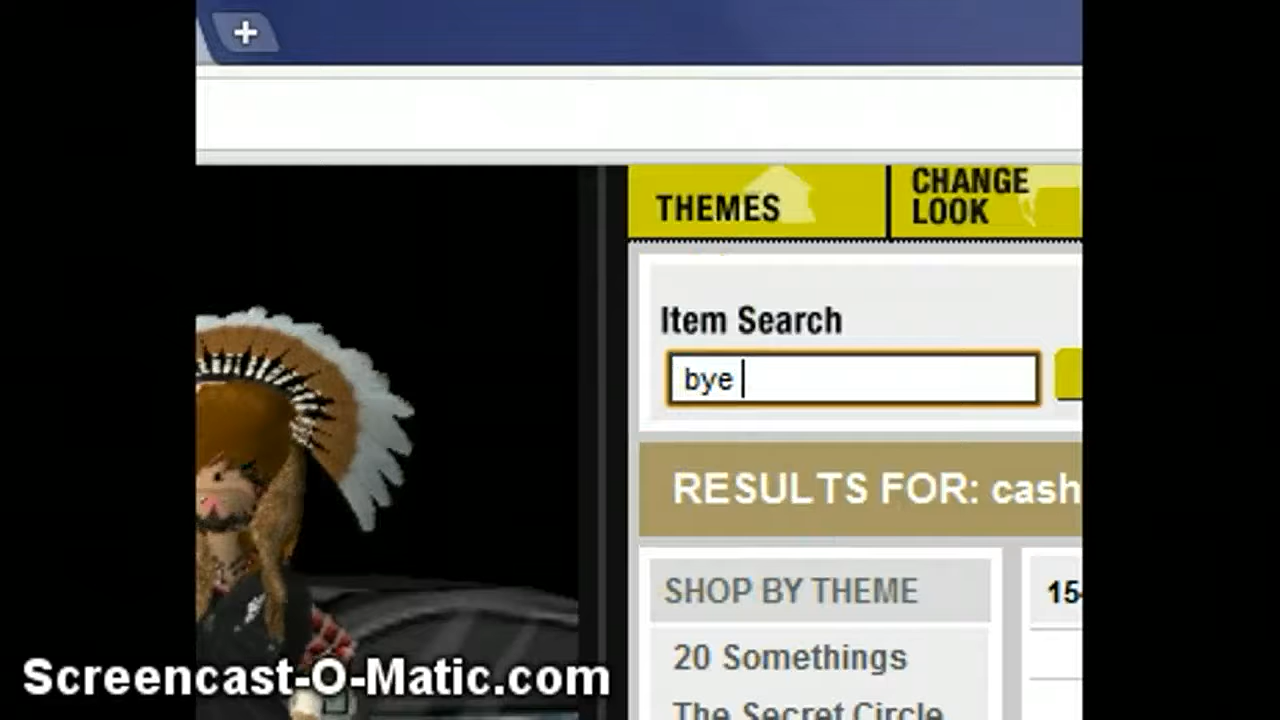 THEMES
CHANGE
LOOK
Item Search
bye
RESULTS FOR: cash
SHOP BY THEME
15
20 Somethings
The Secret Circle
Screencast-O-Matic.com